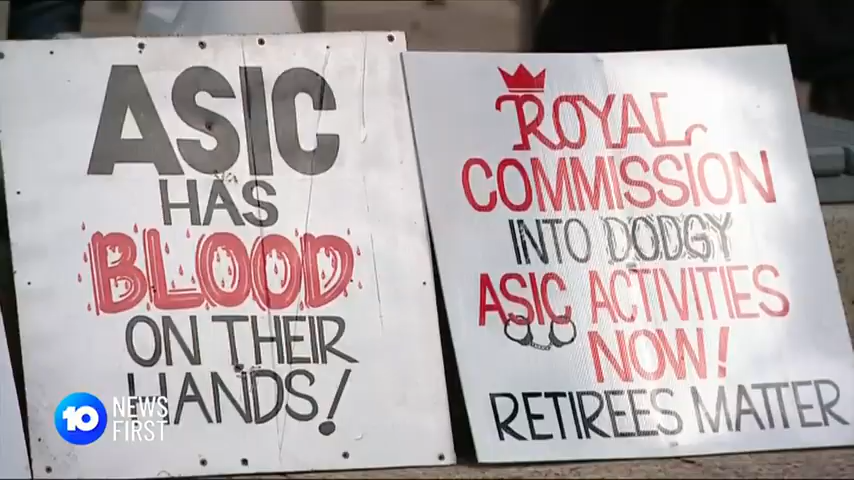 ASIC
HAS
BLOOD
ON THEIR
HANDS!
ROYAL
COMMISSION
INTO DODGY
ASIC ACTIVITIES
NOW!
RETIREES MATTER
10 NEWS
FIRST